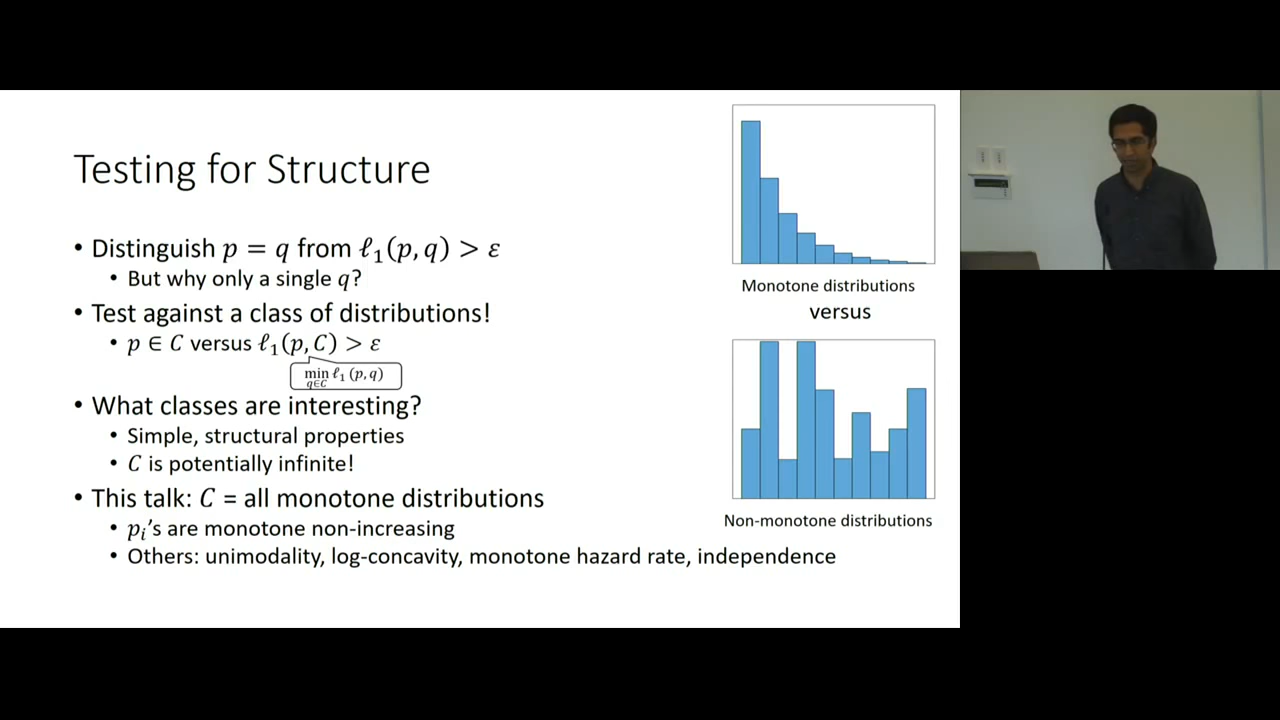 Testing for Structure
• Distinguish 𝑝 = 𝑞 from ℓ₁(𝑝, 𝑞) > 𝜀
• But why only a single 𝑞?
• Test against a class of distributions!
• 𝑝 ∈ 𝐶 versus ℓ₁(𝑝, 𝐶) > 𝜀
min ℓ₁ (𝑝, 𝑞)
𝑞∈𝐶
• What classes are interesting?
• Simple, structural properties
• 𝐶 is potentially infinite!
• This talk: 𝐶 = all monotone distributions
• 𝑝ᵢ's are monotone non-increasing
• Others: unimodality, log-concavity, monotone hazard rate, independence
Monotone distributions
versus
Non-monotone distributions